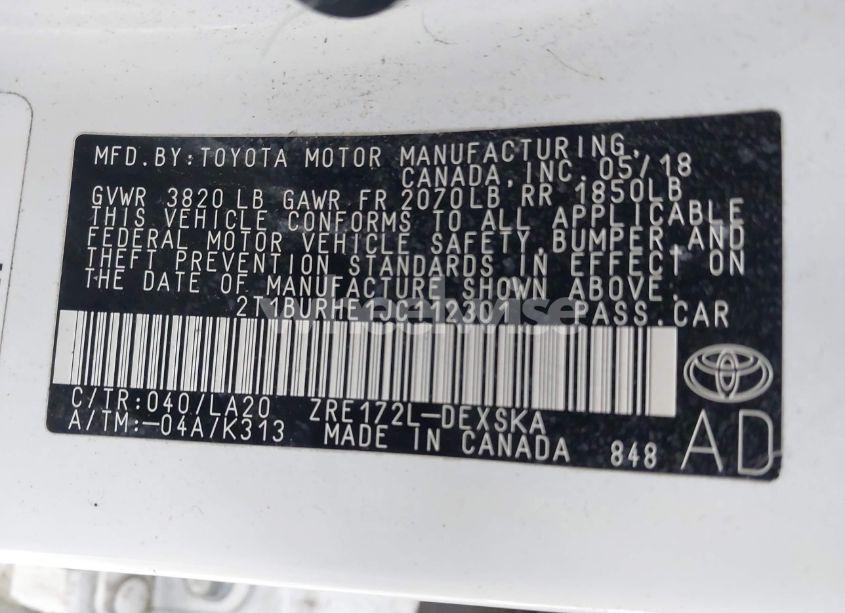 MFD.BY:TOYOTA MOTOR MANUFACTURING,
CANADA,INC.05/18
GVWR 3820 LB GAWR FR 2070LB RR 1850LB
THIS VEHICLE CONFORMS TO ALL APPLICABLE
FEDERAL MOTOR VEHICLE SAFETY,BUMPER,AND
THEFT PREVENTION STANDARDS IN EFFECT ON
THE DATE OF MANUFACTURE SHOWN ABOVE.
PASS.CAR
C/TR:040/LA20 ZRE172L-DEXSKA
A/TM:-04A/K313 MADE IN CANADA 848
AD